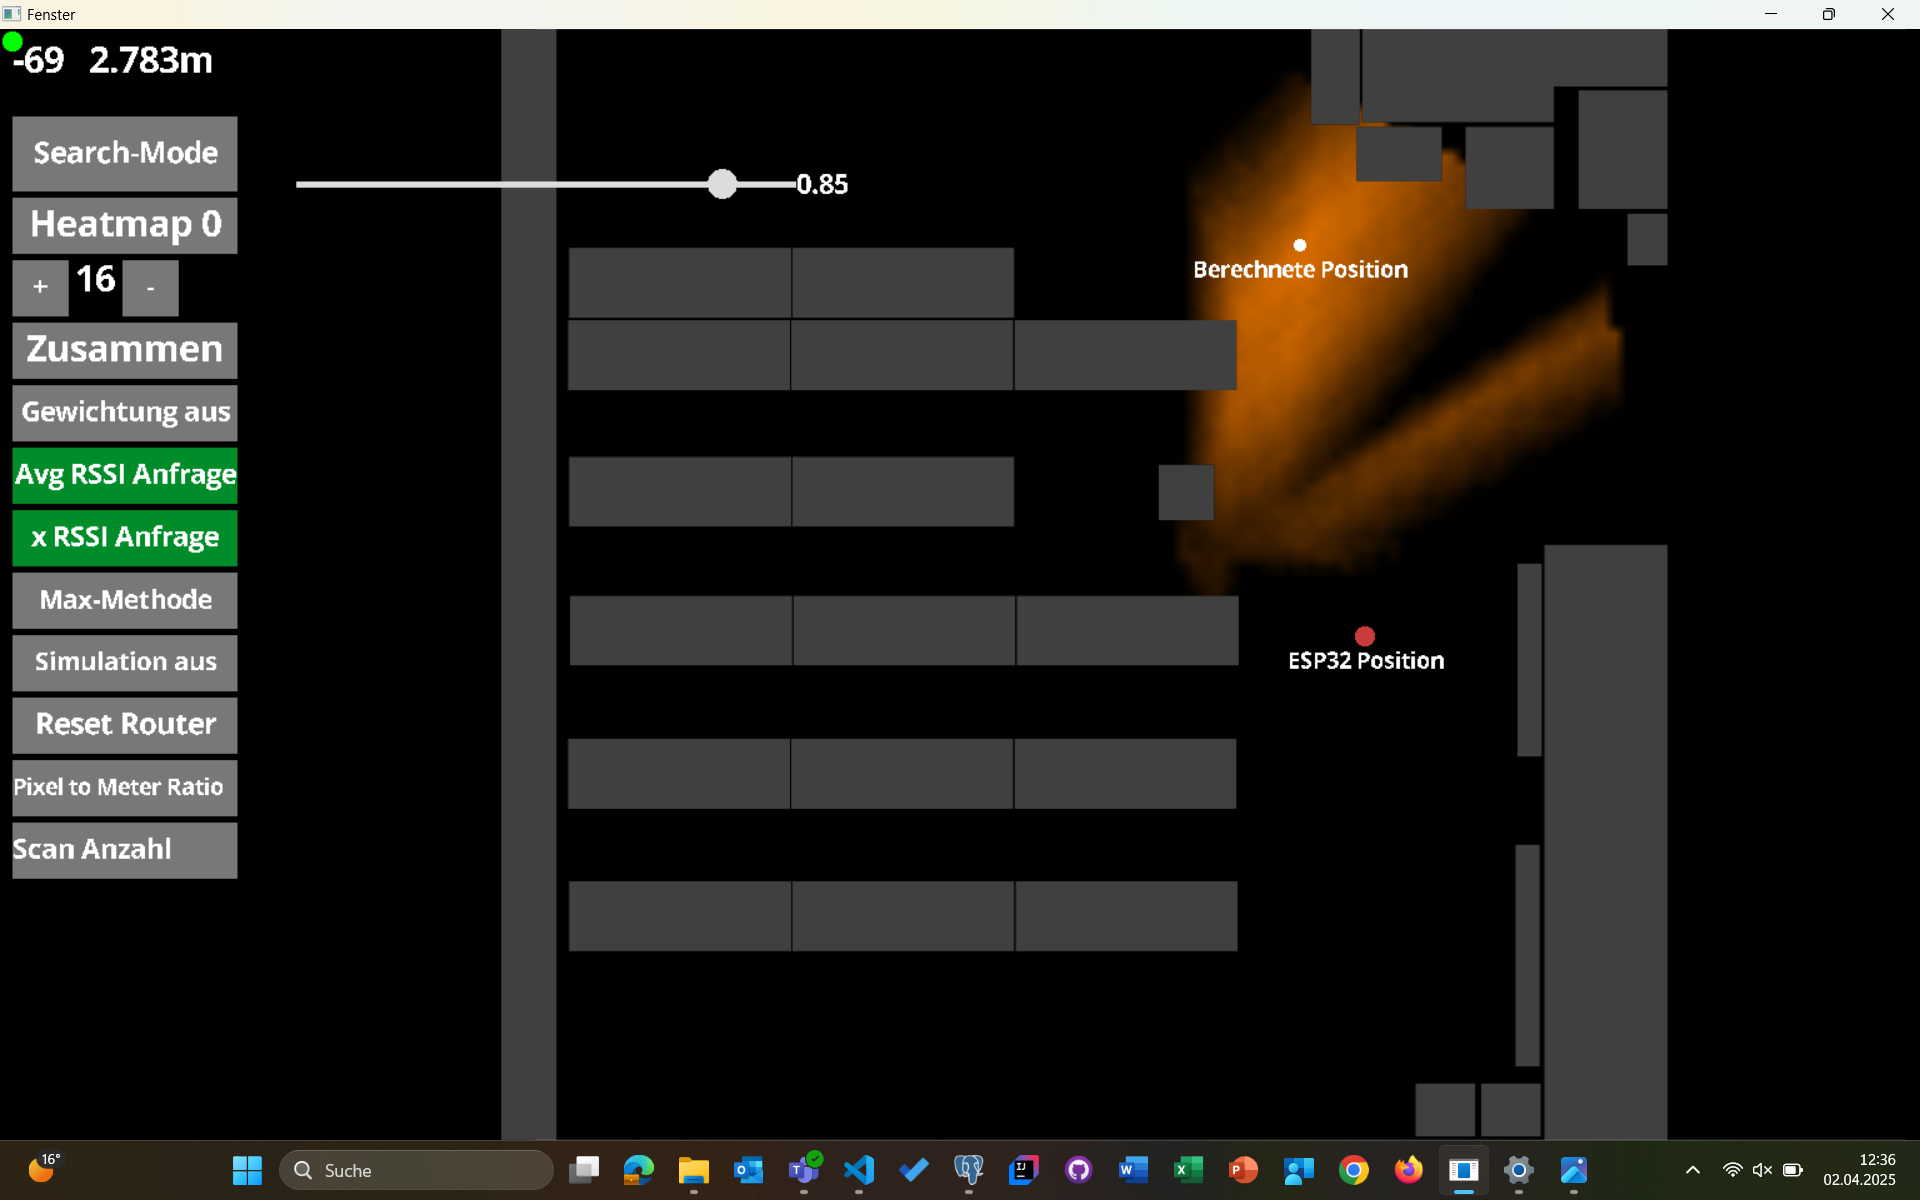 Fenster
-69 2.783m
Search-Mode
0.85
Heatmap 0
+ 16 -
Zusammen
Gewichtung aus
Avg RSSI Anfrage
x RSSI Anfrage
Max-Methode
Simulation aus
Reset Router
Pixel to Meter Ratio
Scan Anzahl
Berechnete Position
ESP32 Position
16°
Suche
12:36
02.04.2025